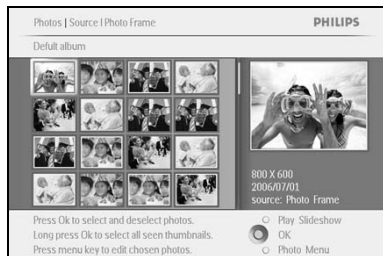 Photos | Source | Photo Frame
PHILIPS
Defult album
800 X 600
2006/07/01
source: Photo Frame
Press Ok to select and deselect photos.
Long press Ok to select all seen thumbnails.
Press menu key to edit chosen photos.
Play Slideshow
OK
Photo Menu